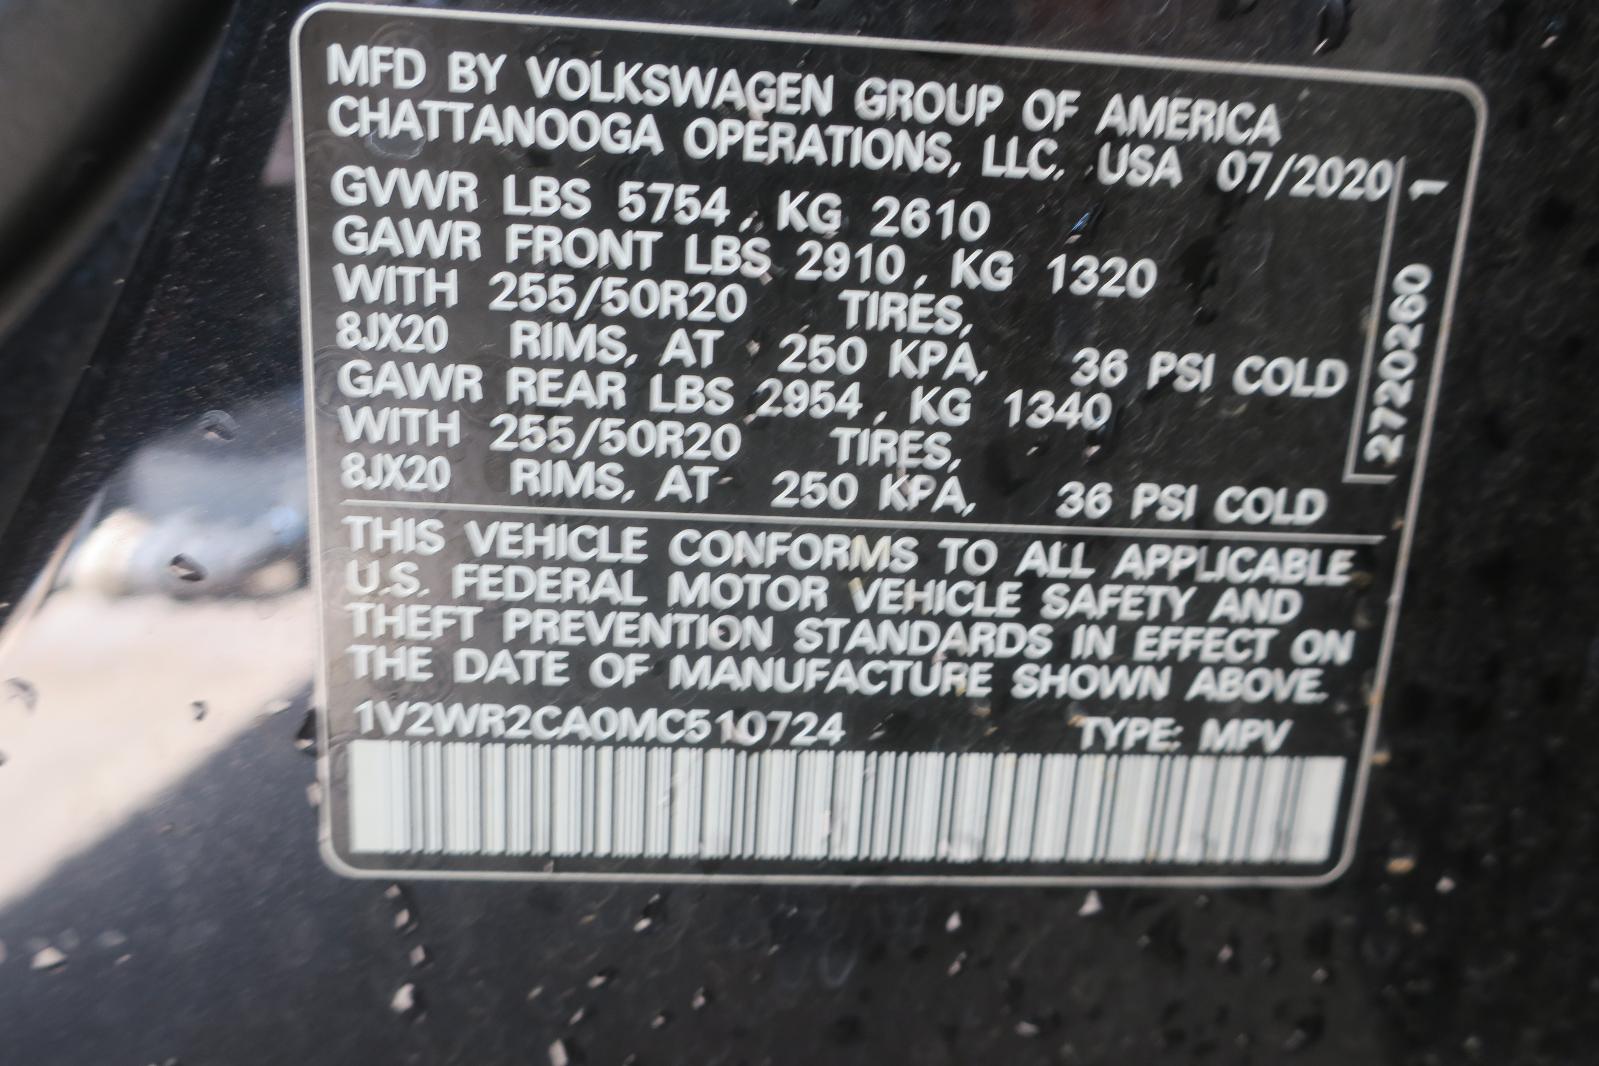 MFD BY VOLKSWAGEN GROUP OF AMERICA
CHATTANOOGA OPERATIONS, LLC. USA 07/2020
GVWR LBS 5754, KG 2610
GAWR FRONT LBS 2910, KG 1320
WITH 255/50R20 TIRES,
8JX20 RIMS, AT 250 KPA, 36 PSI COLD
GAWR REAR LBS 2954, KG 1340
WITH 255/50R20 TIRES,
8JX20 RIMS, AT 250 KPA, 36 PSI COLD
2720260 1
THIS VEHICLE CONFORMS TO ALL APPLICABLE
U.S. FEDERAL MOTOR VEHICLE SAFETY AND
THEFT PREVENTION STANDARDS IN EFFECT ON
THE DATE OF MANUFACTURE SHOWN ABOVE.
1V2WR2CA0MC510724 TYPE: MPV